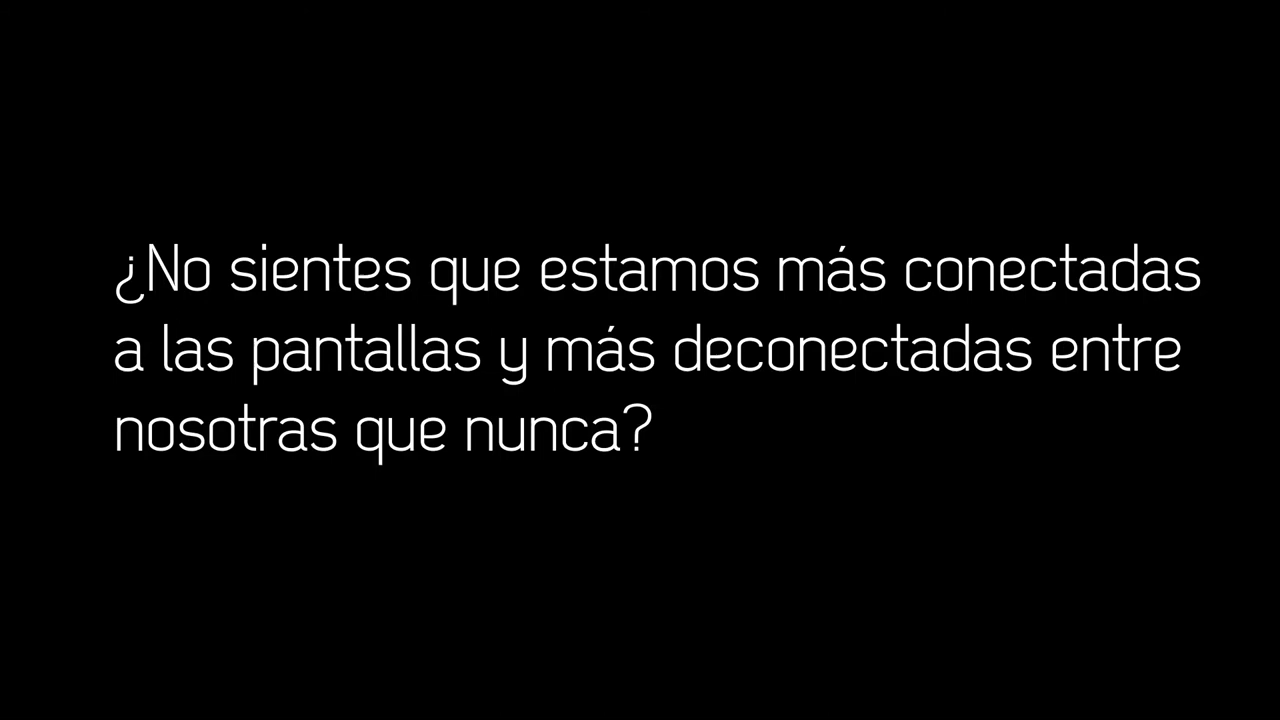 ¿No sientes que estamos más conectadas
a las pantallas y más deconectadas entre
nosotras que nunca?